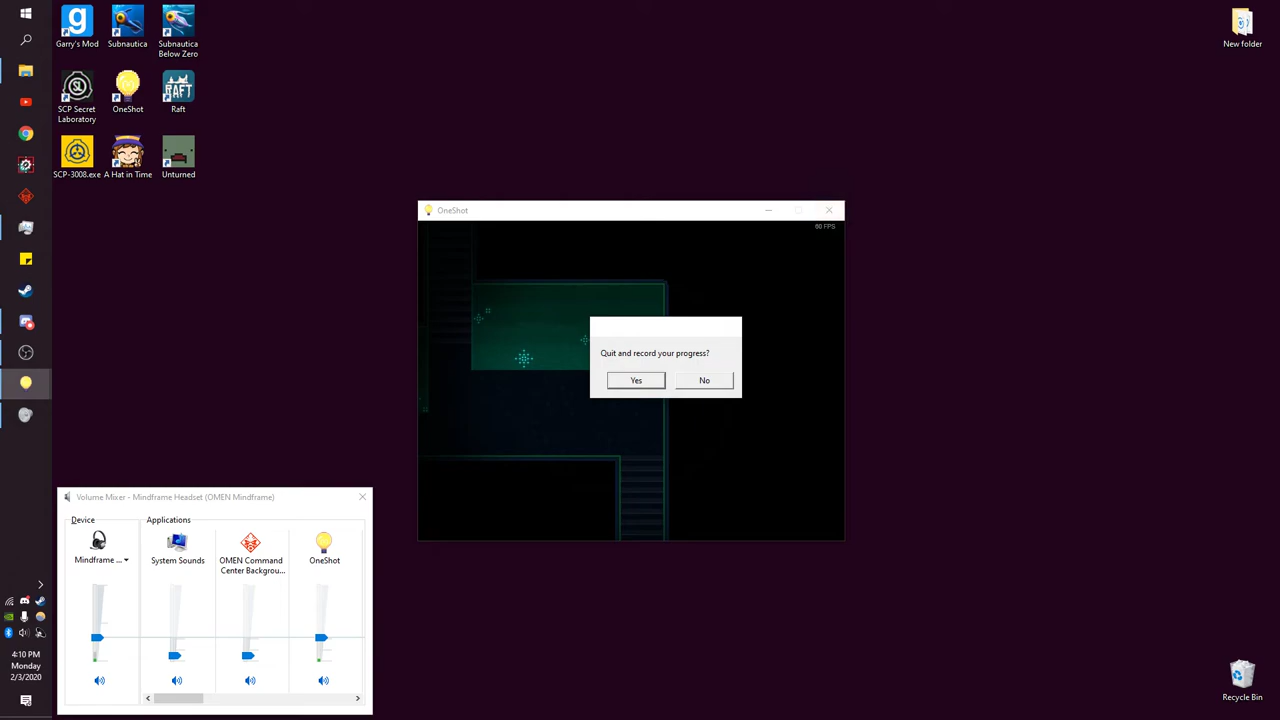 Garry's Mod
Subnautica
Subnautica
Below Zero
SCP Secret
Laboratory
OneShot
Raft
SCP-3008.exe
A Hat in Time
Unturned
New folder
OneShot
60 FPS
Quit and record your progress?
Yes
No
Volume Mixer - Mindframe Headset (OMEN Mindframe)
Device
Applications
Mindframe ...
System Sounds
OMEN Command
Center Backgrou...
OneShot
4:10 PM
Monday
2/3/2020
Recycle Bin